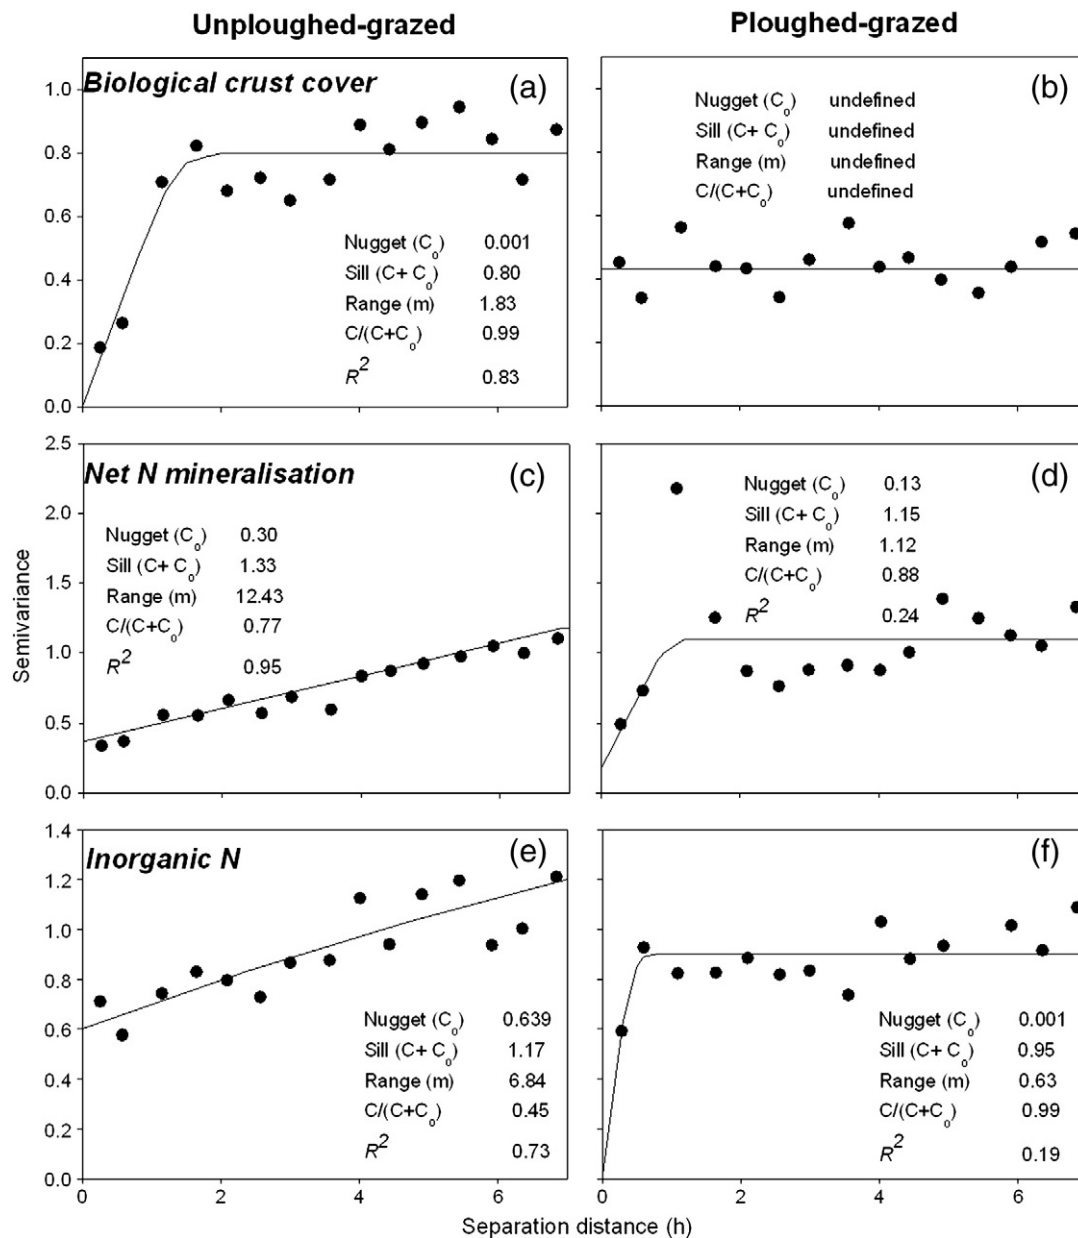 Unploughed-grazed
Ploughed-grazed
Biological crust cover
(a)
1.0
0.8
0.6
0.4
0.2
0.0
Nugget (C₀) 0.001
Sill (C+ C₀) 0.80
Range (m) 1.83
C/(C+C₀) 0.99
R² 0.83
(b)
Nugget (C₀) undefined
Sill (C+ C₀) undefined
Range (m) undefined
C/(C+C₀) undefined
Semivariance
Net N mineralisation
(c)
2.5
2.0
1.5
1.0
0.5
0.0
Nugget (C₀) 0.30
Sill (C+ C₀) 1.33
Range (m) 12.43
C/(C+C₀) 0.77
R² 0.95
(d)
Nugget (C₀) 0.13
Sill (C+ C₀) 1.15
Range (m) 1.12
C/(C+C₀) 0.88
R² 0.24
Inorganic N
(e)
1.4
1.2
1.0
0.8
0.6
0.4
0.2
0.0
Nugget (C₀) 0.639
Sill (C+ C₀) 1.17
Range (m) 6.84
C/(C+C₀) 0.45
R² 0.73
(f)
Nugget (C₀) 0.001
Sill (C+ C₀) 0.95
Range (m) 0.63
C/(C+C₀) 0.99
R² 0.19
0 2 4 6
0 2 4 6
Separation distance (h)